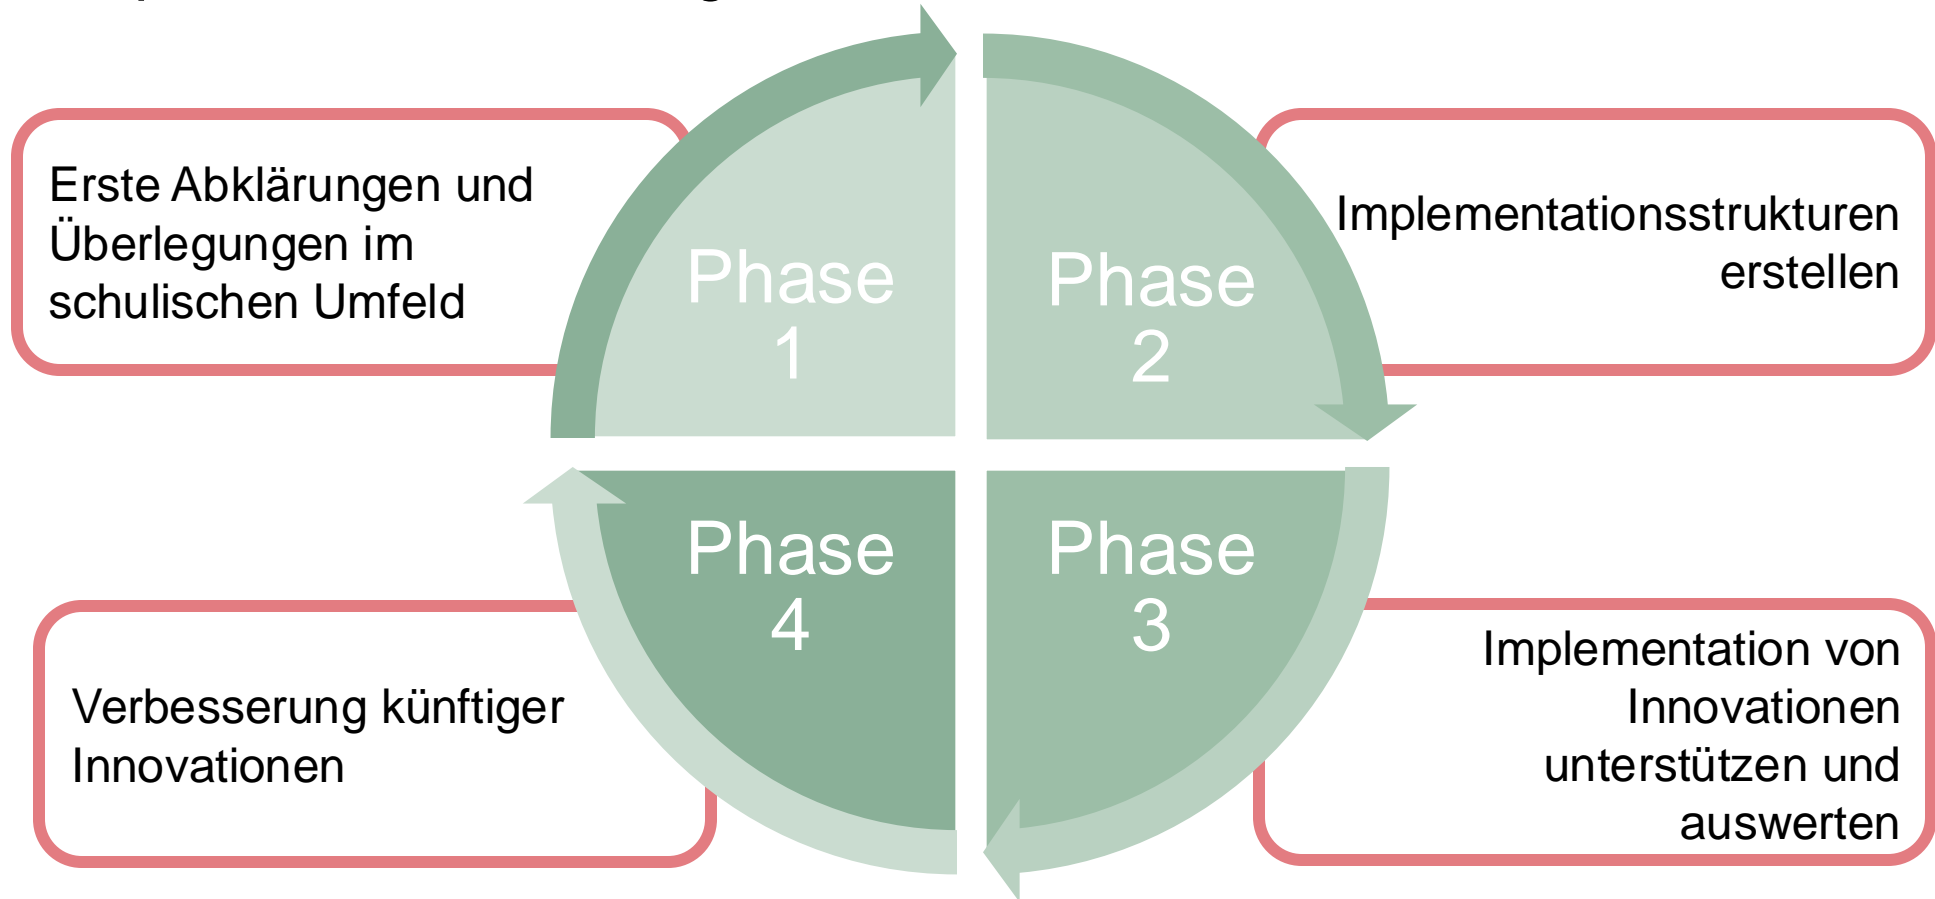 Erste Abklärungen und
Überlegungen im
schulischen Umfeld
Phase
1
Phase
2
Implementationsstrukturen
erstellen
Verbesserung künftiger
Innovationen
Phase
4
Phase
3
Implementation von
Innovationen
unterstützen und
auswerten